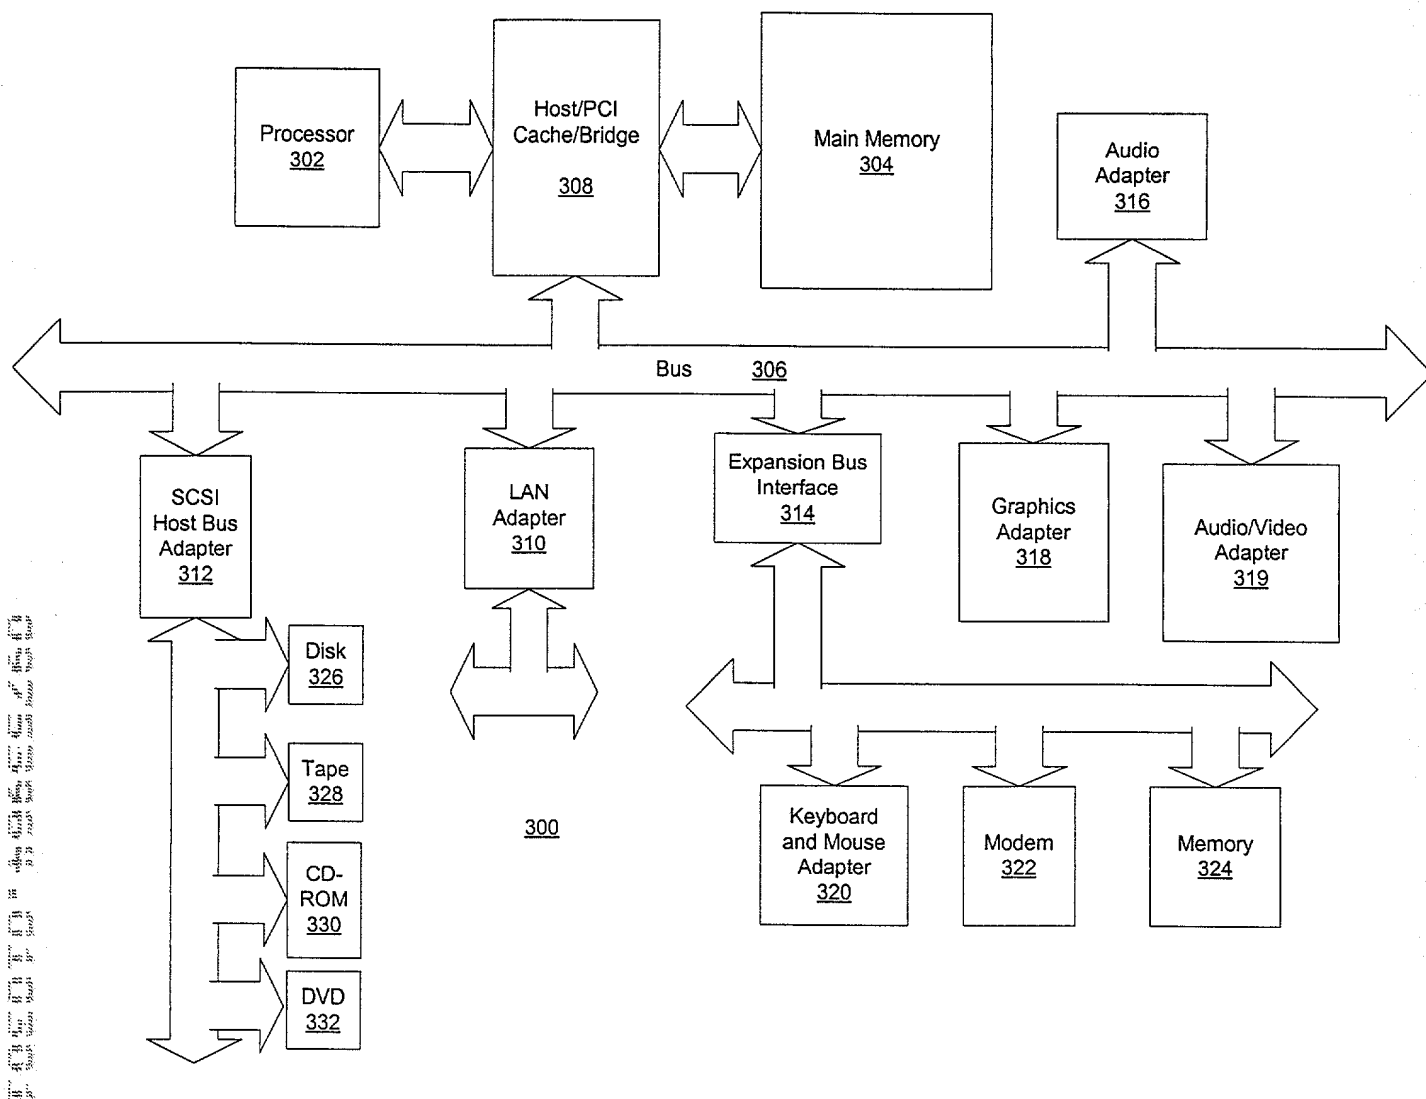 Processor
302
Host/PCI
Cache/Bridge
308
Main Memory
304
Audio
Adapter
316
Bus 306
SCSI
Host Bus
Adapter
312
LAN
Adapter
310
Expansion Bus
Interface
314
Graphics
Adapter
318
Audio/Video
Adapter
319
Disk
326
Tape
328
CD-
ROM
330
DVD
332
300
Keyboard
and Mouse
Adapter
320
Modem
322
Memory
324